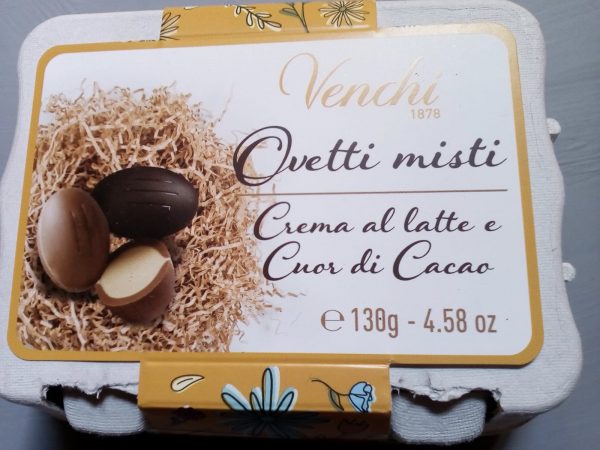 Venchi
1878
Ovetti misti
Crema al latte e
Cuor di Cacao
℮ 130g - 4.58 oz